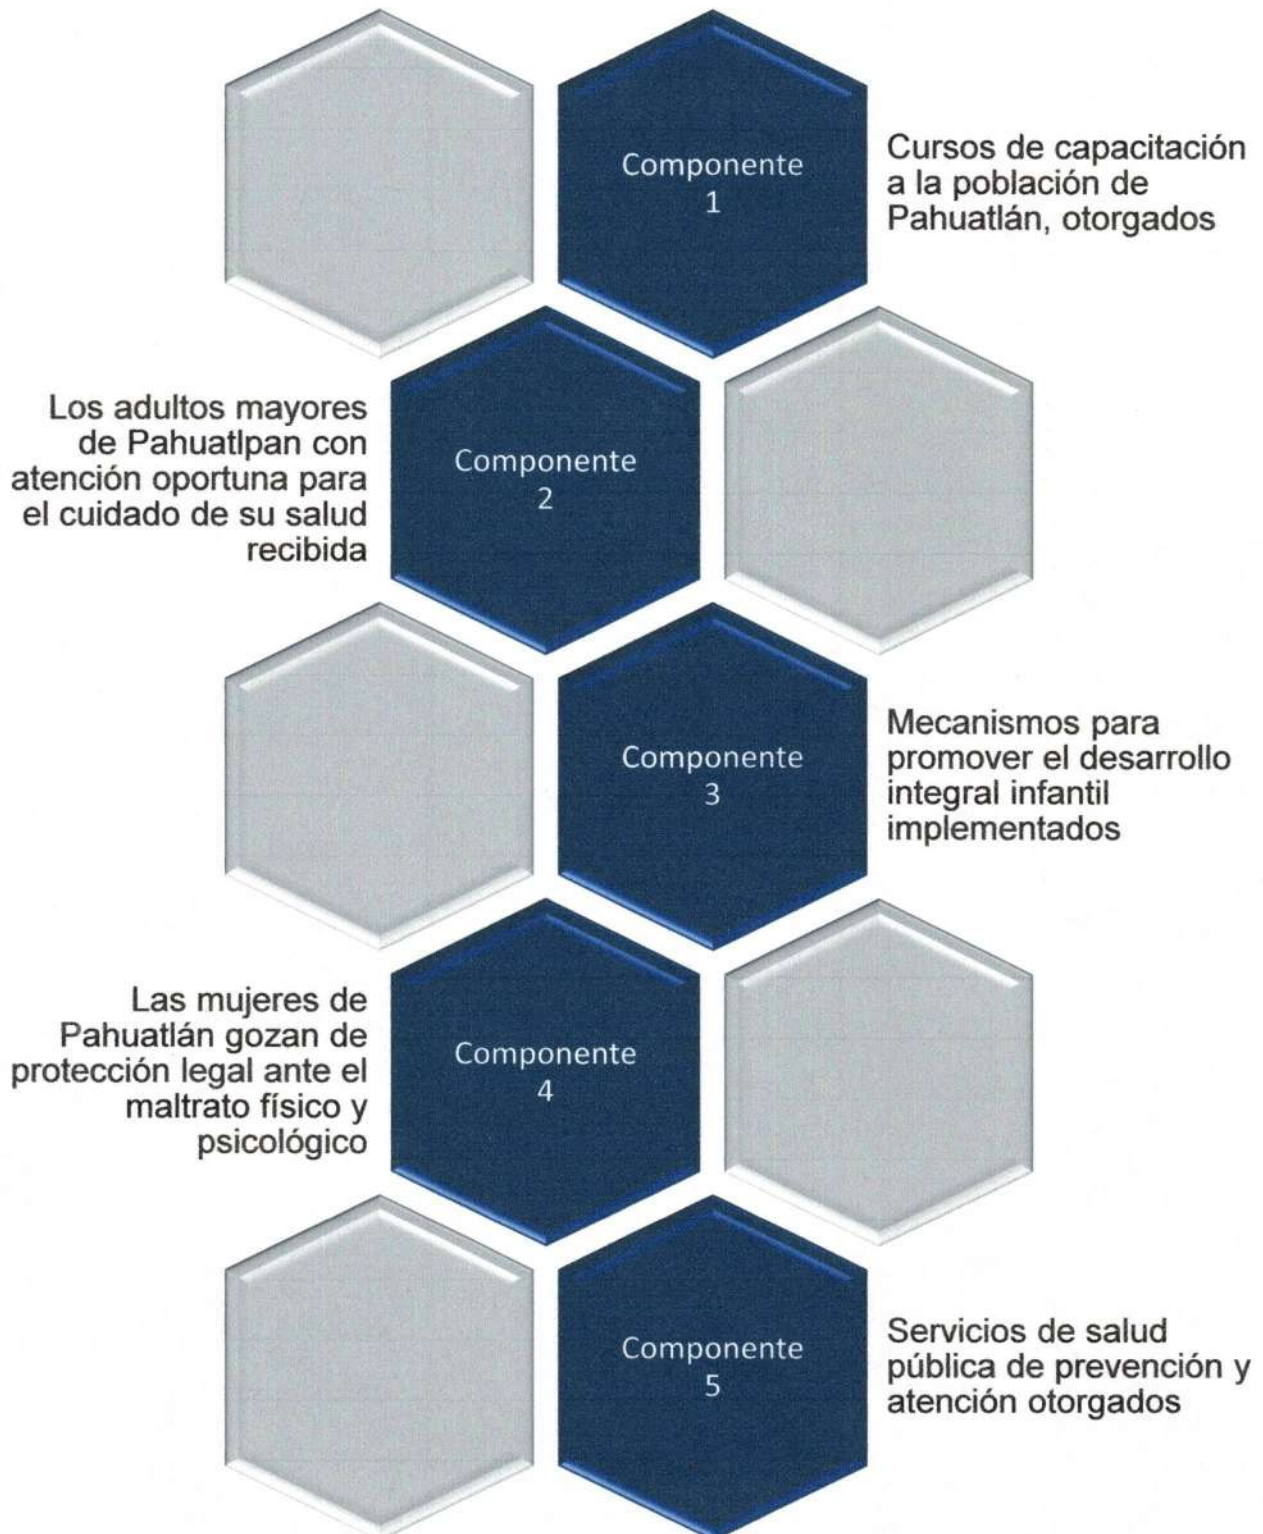 Componente
1
Cursos de capacitación
a la población de
Pahuatlán, otorgados
Los adultos mayores
de Pahuatlpan con
atención oportuna para
el cuidado de su salud
recibida
Componente
2
Componente
3
Mecanismos para
promover el desarrollo
integral infantil
implementados
Las mujeres de
Pahuatlán gozan de
protección legal ante el
maltrato físico y
psicológico
Componente
4
Componente
5
Servicios de salud
pública de prevención y
atención otorgados